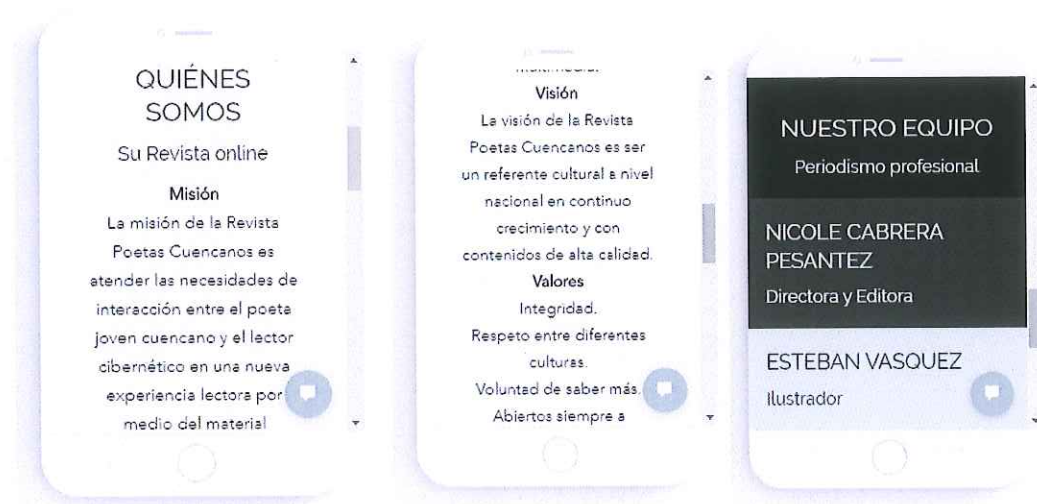 QUIÉNES
SOMOS
Su Revista online
Misión
La misión de la Revista
Poetas Cuencanos es
atender las necesidades de
interacción entre el poeta
joven cuencano y el lector
cibernético en una nueva
experiencia lectora por
medio del material
Visión
La visión de la Revista
Poetas Cuencanos es ser
un referente cultural a nivel
nacional en continuo
crecimiento y con
contenidos de alta calidad.
Valores
Integridad.
Respeto entre diferentes
culturas.
Voluntad de saber más.
Abiertos siempre a
NUESTRO EQUIPO
Periodismo profesional
NICOLE CABRERA
PESANTEZ
Directora y Editora
ESTEBAN VASQUEZ
Ilustrador